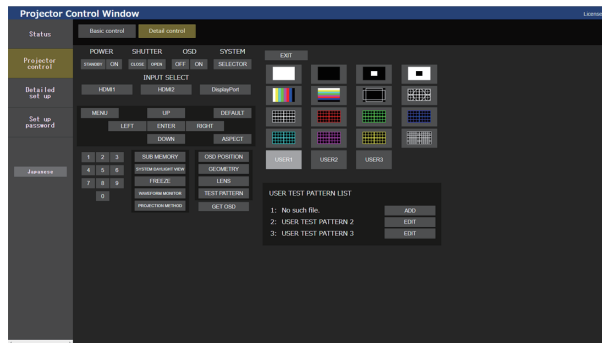 Projector Control Window
Licensed
Status
Projector control
Detailed set up
Set up password
Japanese
Basic control
Detail control
POWER
SHUTTER
OSD
SYSTEM
STANDBY
ON
CLOSE
OPEN
OFF
ON
SELECTOR
INPUT SELECT
HDMI1
HDMI2
DisplayPort
MENU
UP
DEFAULT
LEFT
ENTER
RIGHT
DOWN
ASPECT
1 2 3
4 5 6
7 8 9
0
SUB MEMORY
SYSTEM DAYLIGHT VIEW
FREEZE
WAVEFORM MONITOR
PROJECTION METHOD
OSD POSITION
GEOMETRY
LENS
TEST PATTERN
GET OSD
EXIT
USER1
USER2
USER3
USER TEST PATTERN LIST
1: No such file. ADD
2: USER TEST PATTERN 2 EDIT
3: USER TEST PATTERN 3 EDIT